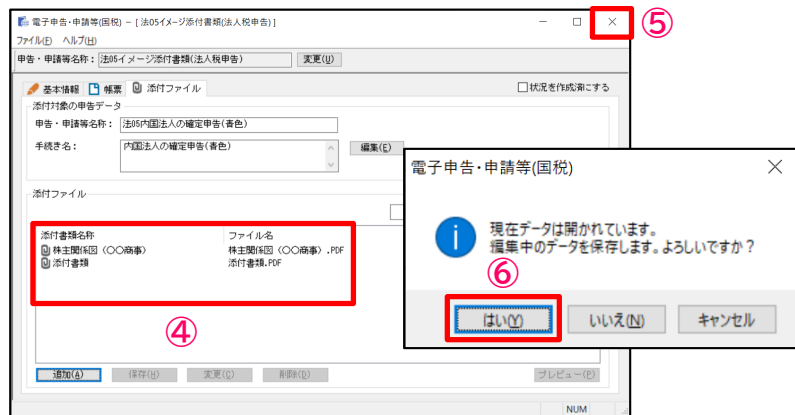 電子申告・申請等(国税) - [ 法05イメージ添付書類(法人税申告) ]
⑤
ファイル(F) ヘルプ(H)
申告・申請等名称： 法05イメージ添付書類(法人税申告) 変更(U)
基本情報 帳票 添付ファイル 状況を作成済にする
添付対象の申告データ
申告・申請等名称： 法05内国法人の確定申告(青色)
手続き名： 内国法人の確定申告(青色) 編集(E)
添付ファイル
添付書類名称 ファイル名
株主関係図（〇〇商事） 株主関係図（〇〇商事）.PDF
添付書類 添付書類.PDF
④
追加(A) 保存(H) 変更(C) 削除(D) プレビュー(P)
NUM
電子申告・申請等(国税)
現在データは開かれています。
編集中のデータを保存します。よろしいですか？
⑥
はい(Y) いいえ(N) キャンセル